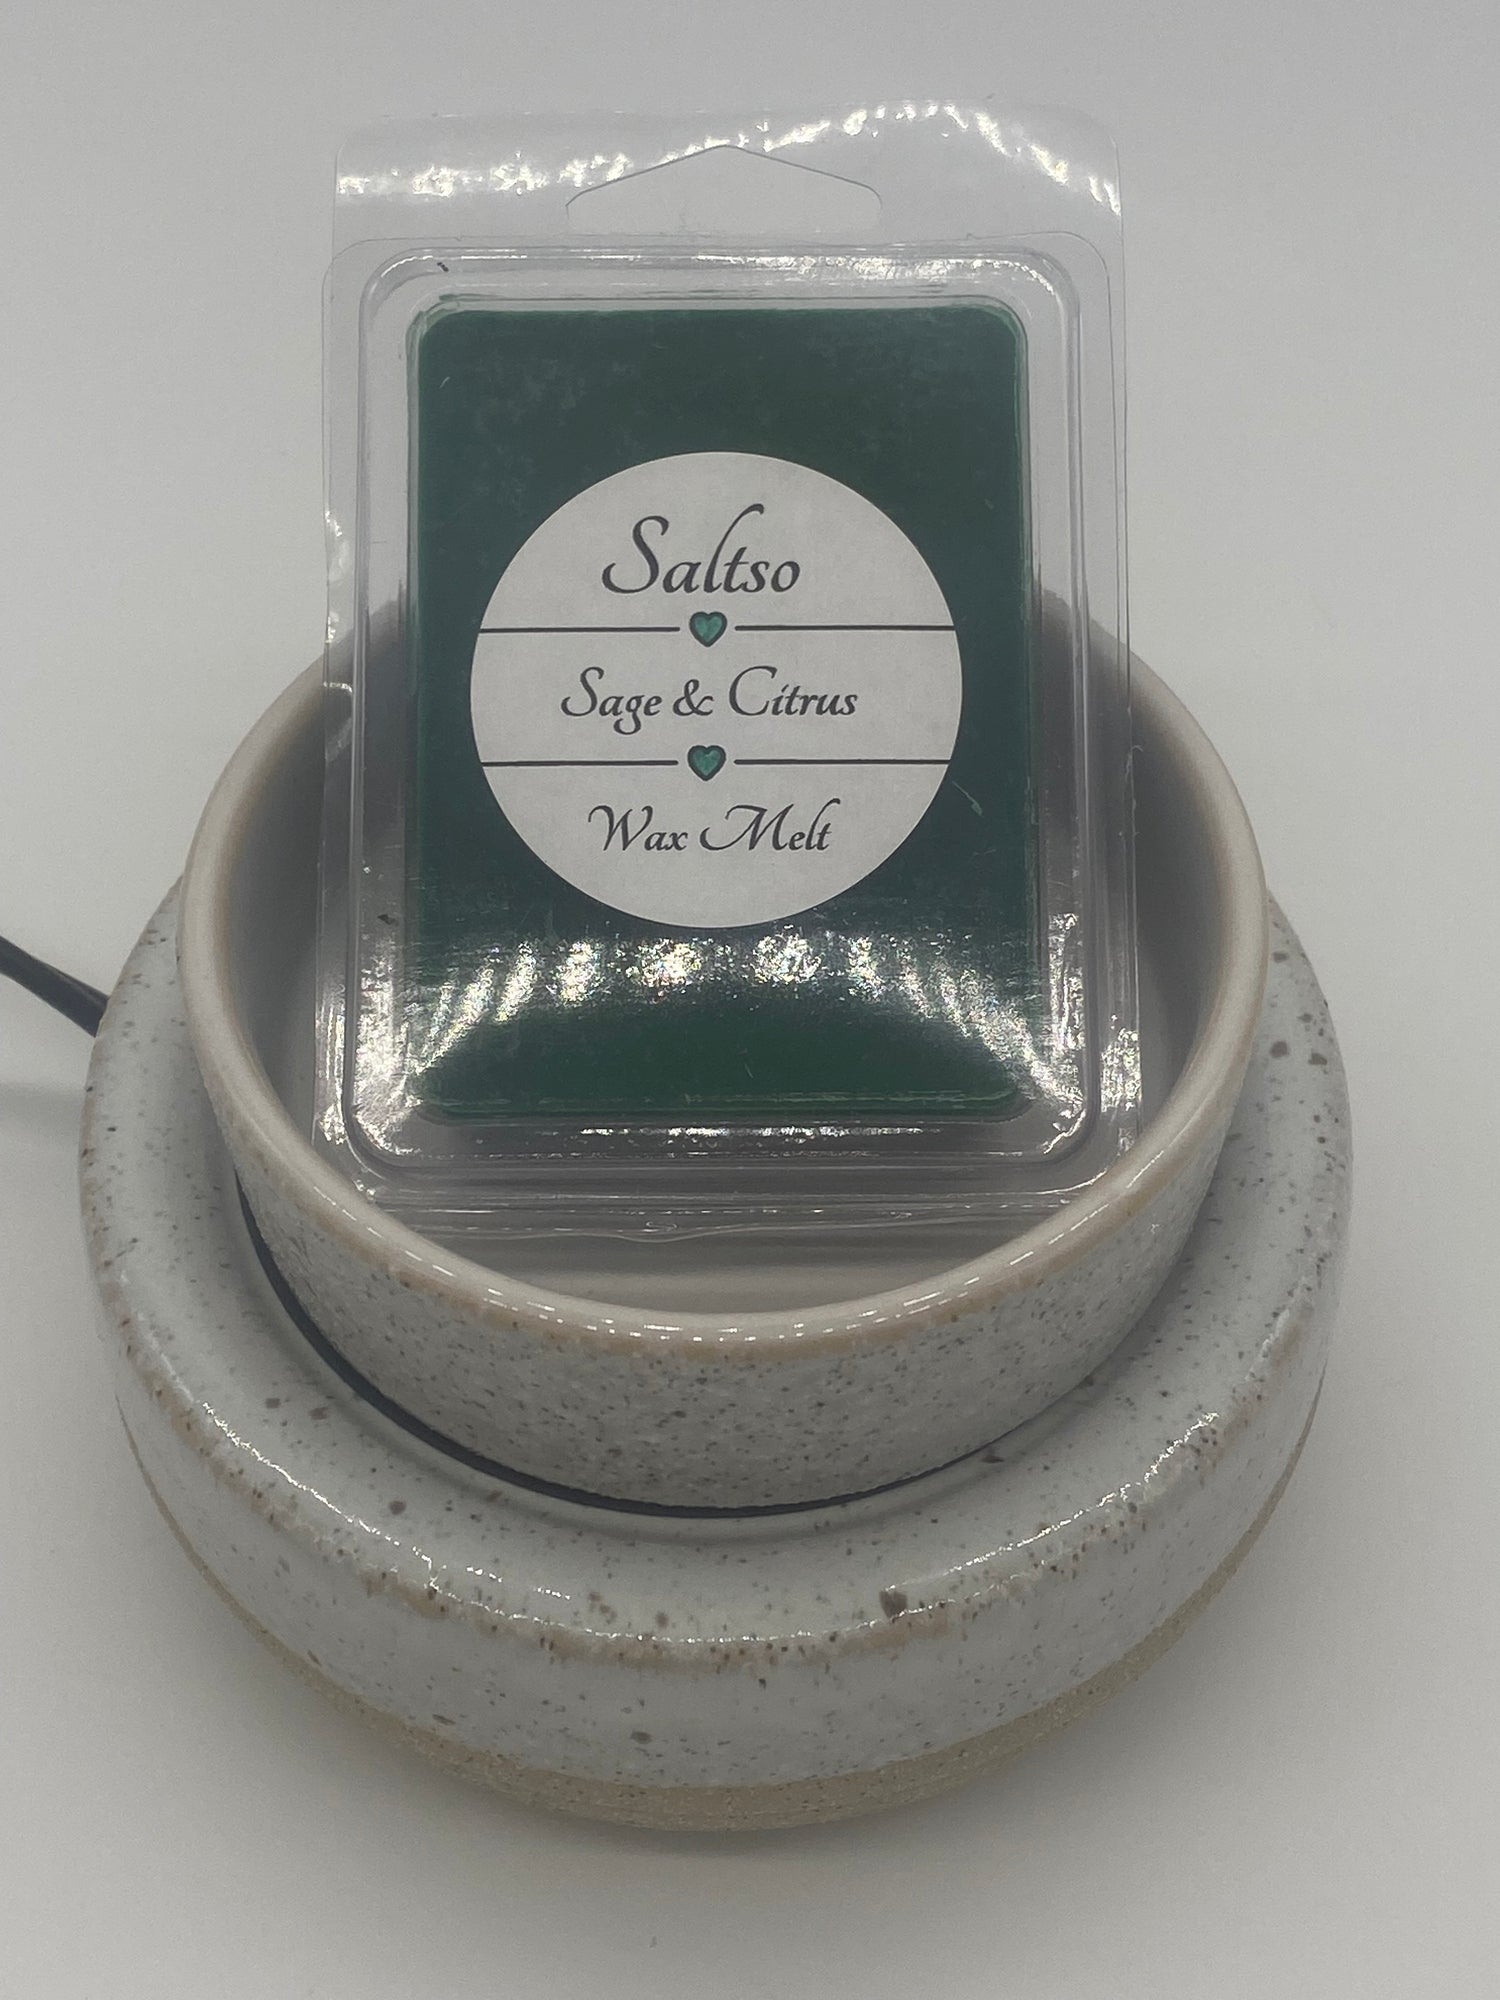 Saltso
Sage & Citrus
Wax Melt